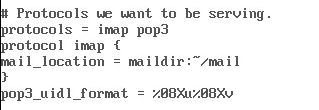 # Protocols we want to be serving.
protocols = imap pop3
protocol imap {
mail_location = maildir:~/mail
}
pop3_uidl_format = %08Xu%08Xv